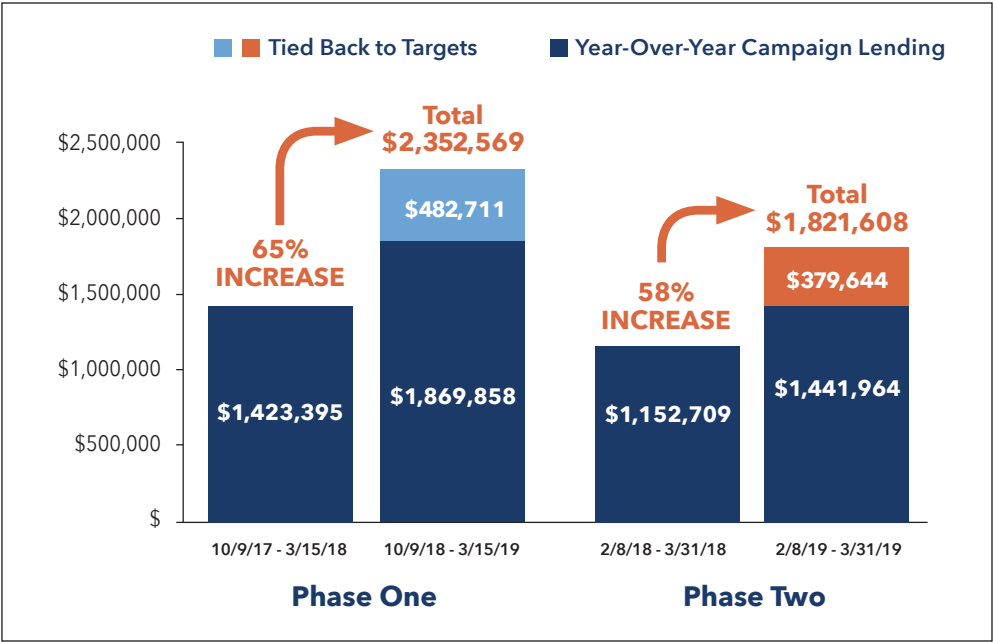 Tied Back to Targets
Year-Over-Year Campaign Lending
$2,500,000
$2,000,000
$1,500,000
$1,000,000
$500,000
$
65%
INCREASE
Total
$2,352,569
$482,711
$1,423,395
$1,869,858
58%
INCREASE
Total
$1,821,608
$379,644
$1,152,709
$1,441,964
10/9/17 - 3/15/18
10/9/18 - 3/15/19
2/8/18 - 3/31/18
2/8/19 - 3/31/19
Phase One
Phase Two